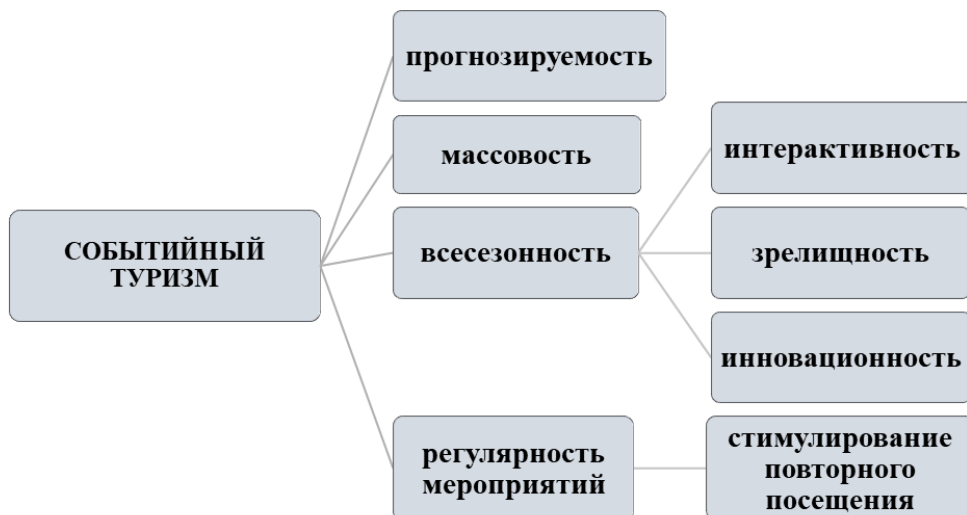 СОБЫТИЙНЫЙ
ТУРИЗМ
прогнозируемость
массовость
всесезонность
регулярность
мероприятий
интерактивность
зрелищность
инновационность
стимулирование
повторного
посещения